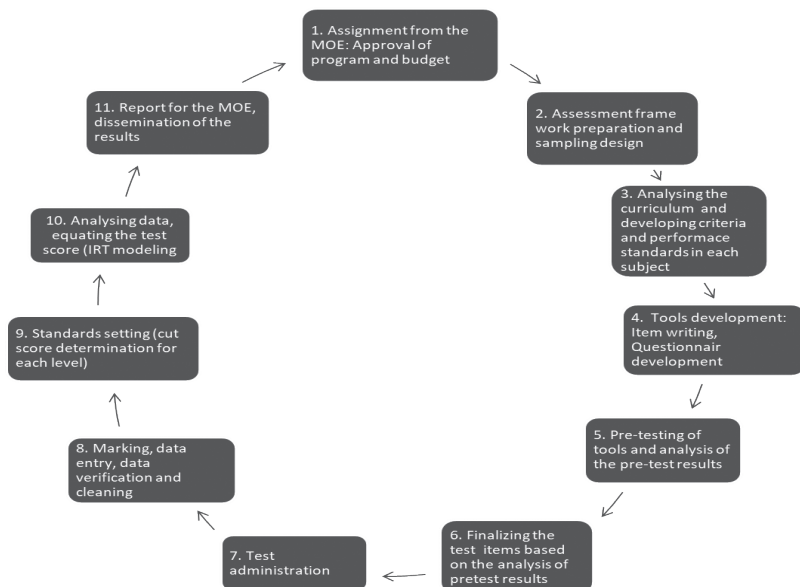 1. Assignment from the
MOE: Approval of
program and budget
2. Assessment frame
work preparation and
sampling design
3. Analysing the
curriculum and
developing criteria
and performace
standards in each
subject
4. Tools development:
Item writing,
Questionnair
development
5. Pre-testing of
tools and analysis of
the pre-test results
6. Finalizing the
test items based
on the analysis of
pretest results
7. Test
administration
8. Marking, data
entry, data
verification and
cleaning
9. Standards setting (cut
score determination for
each level)
10. Analysing data,
equating the test
score (IRT modeling
11. Report for the MOE,
dissemination of the
results